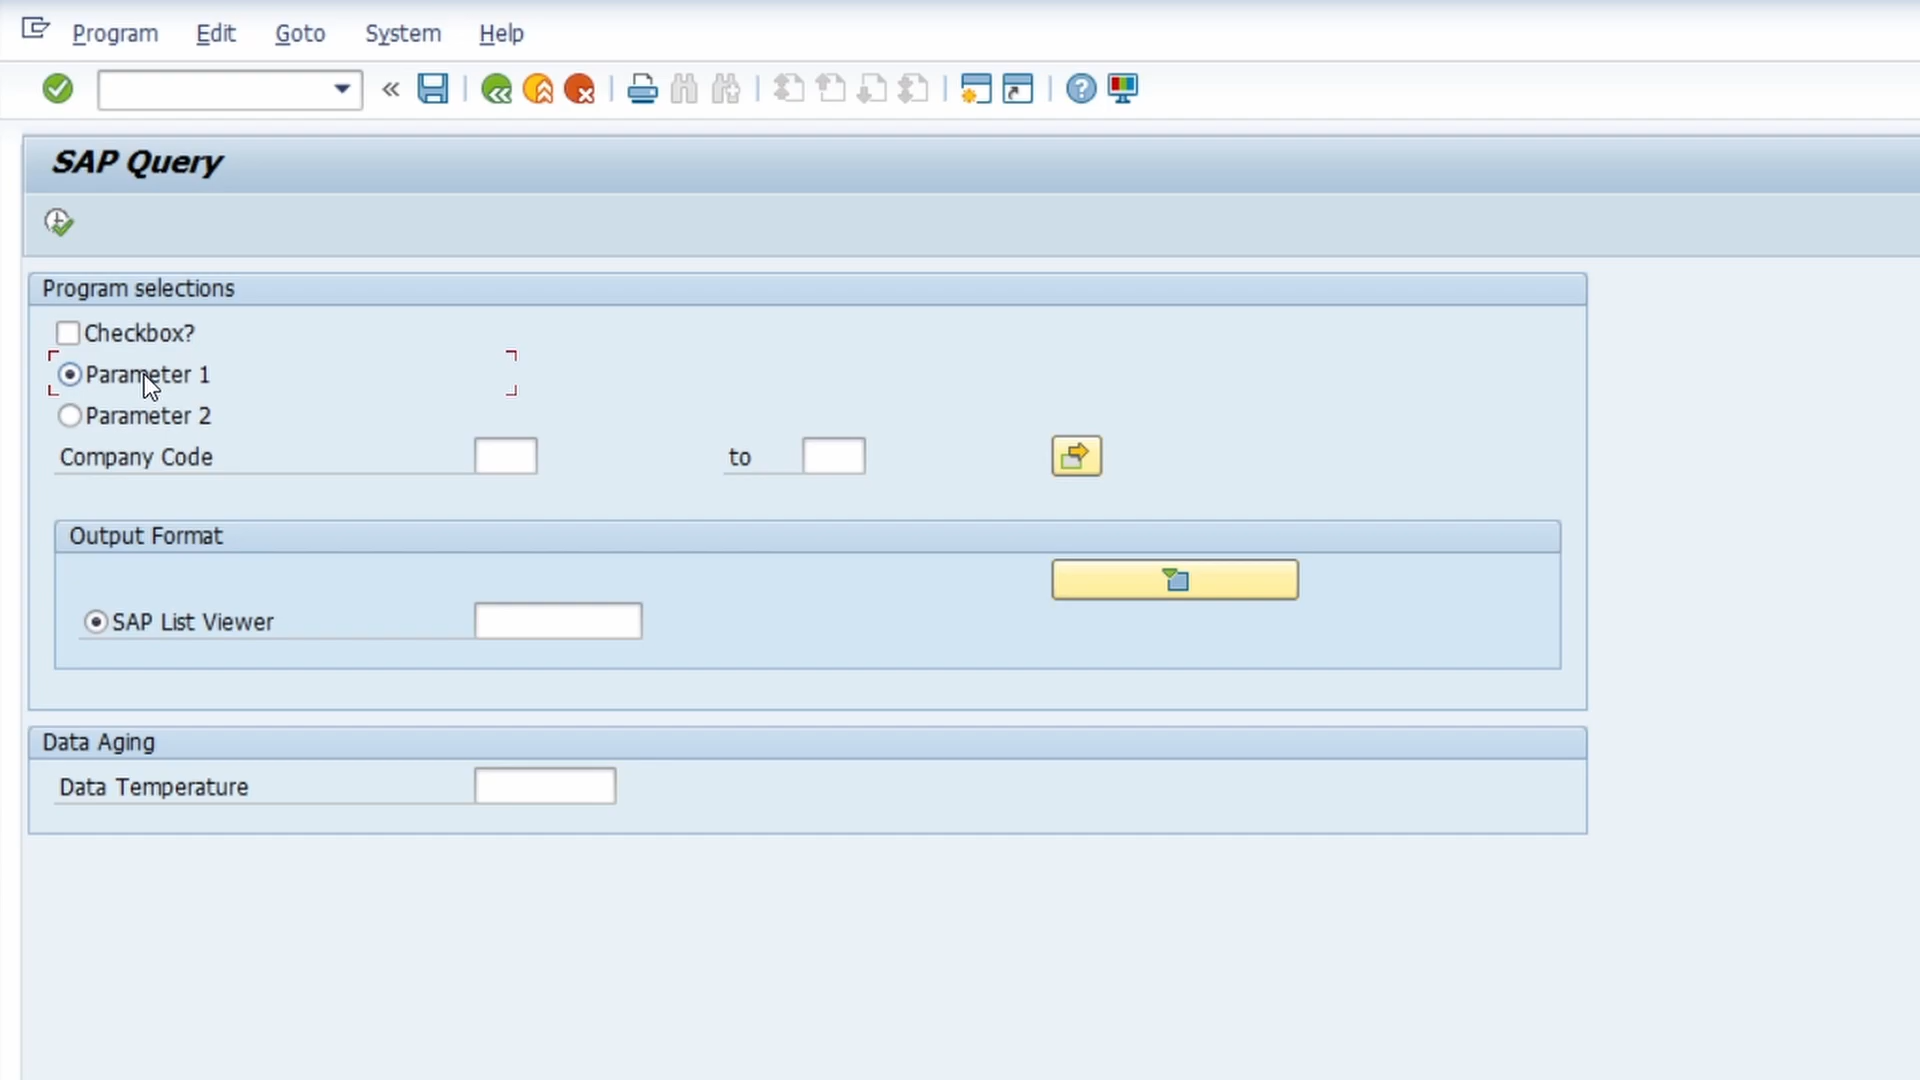 Program Edit Goto System Help
SAP Query
Program selections
Checkbox?
Parameter 1
Parameter 2
Company Code to
Output Format
SAP List Viewer
Data Aging
Data Temperature